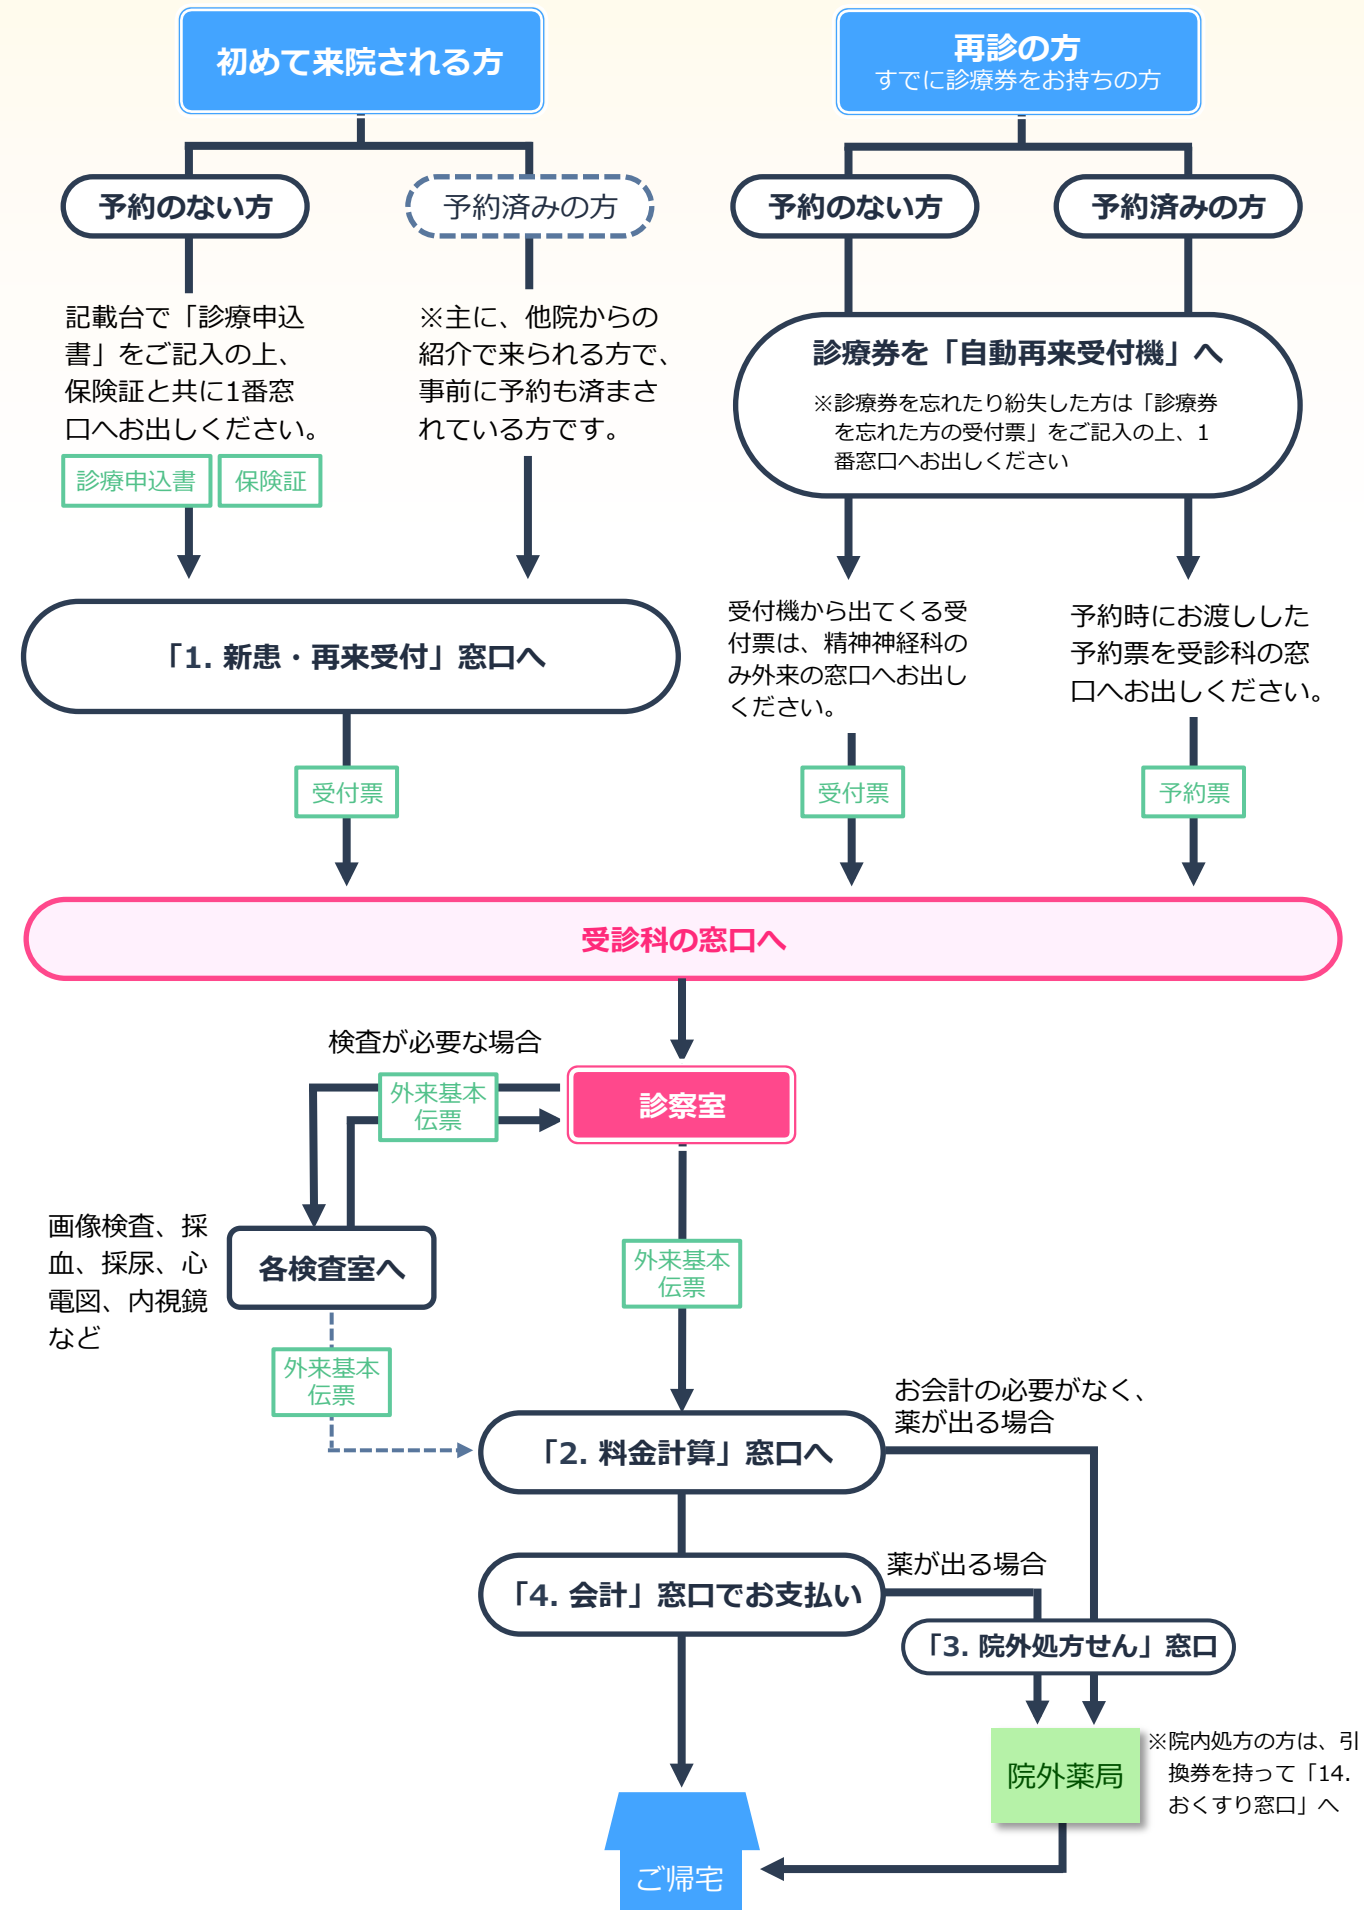 初めて来院される方
再診の方
すでに診療券をお持ちの方
予約のない方
予約済みの方
予約のない方
予約済みの方
記載台で「診療申込
書」をご記入の上、
保険証と共に1番窓
口へお出しください。
診療申込書
保険証
※主に、他院からの
紹介で来られる方で、
事前に予約も済まさ
れている方です。
診療券を「自動再来受付機」へ
※診療券を忘れたり紛失した方は「診療券
を忘れた方の受付票」をご記入の上、1
番窓口へお出しください
「1. 新患・再来受付」窓口へ
受付機から出てくる受
付票は、精神神経科の
み外来の窓口へお出し
ください。
予約時にお渡しした
予約票を受診科の窓
口へお出しください。
受付票
受付票
予約票
受診科の窓口へ
検査が必要な場合
外来基本
伝票
診察室
画像検査、採
血、採尿、心
電図、内視鏡
など
各検査室へ
外来基本
伝票
外来基本
伝票
お会計の必要がなく、
薬が出る場合
「2. 料金計算」窓口へ
薬が出る場合
「4. 会計」窓口でお支払い
「3. 院外処方せん」窓口
院外薬局
※院内処方の方は、引
換券を持って「14.
おくすり窓口」へ
ご帰宅